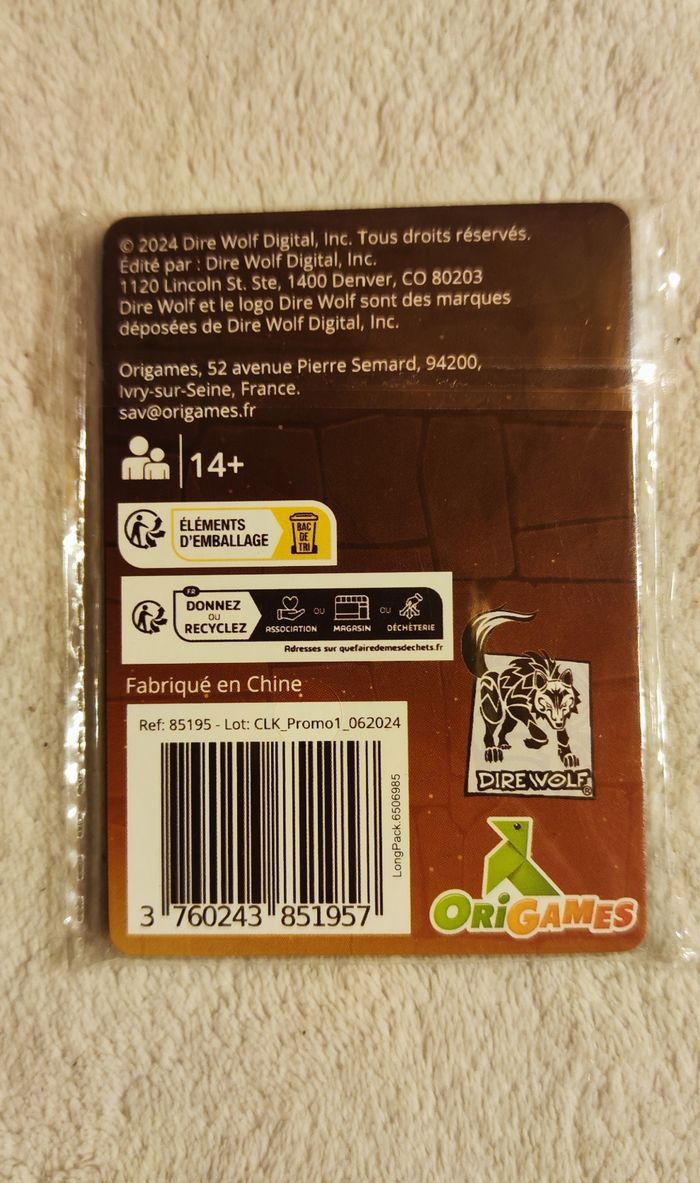 © 2024 Dire Wolf Digital, Inc. Tous droits réservés.
Édité par : Dire Wolf Digital, Inc.
1120 Lincoln St. Ste, 1400 Denver, CO 80203
Dire Wolf et le logo Dire Wolf sont des marques
déposées de Dire Wolf Digital, Inc.
Origames, 52 avenue Pierre Semard, 94200,
Ivry-sur-Seine, France.
sav@origames.fr
14+
ÉLÉMENTS
D'EMBALLAGE
BAC
DE
TRI
FR
DONNEZ
OU
RECYCLEZ
ASSOCIATION OU MAGASIN OU DÉCHÈTERIE
Adresses sur quefairedemesdechets.fr
Fabriqué en Chine
Ref: 85195 - Lot: CLK_Promo1_062024
LongPack.6506985
3 760243 851957
DIRE WOLF®
ORIGAMES